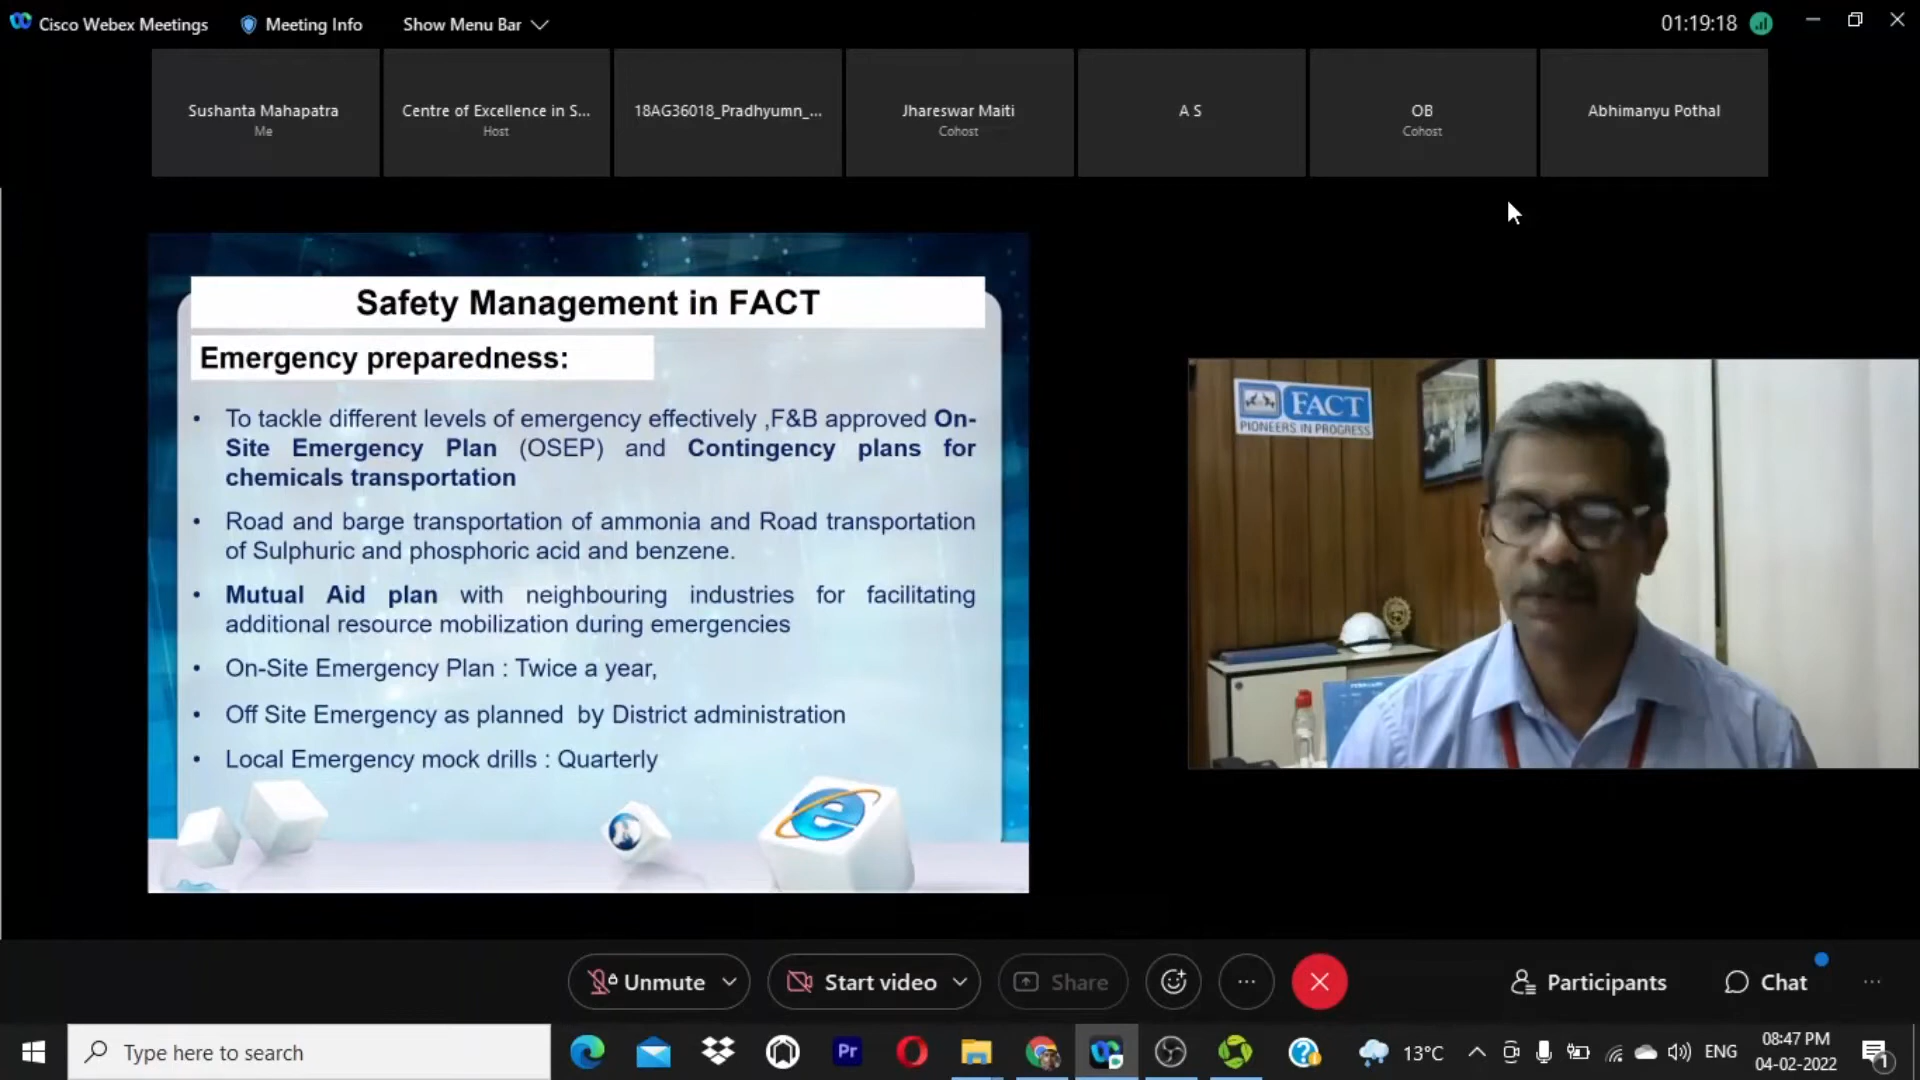 Cisco Webex Meetings Meeting Info Show Menu Bar 01:19:18
Sushanta Mahapatra
Me
Centre of Excellence in S...
Host
18AG36018_Pradhyumn_...
Jhareswar Maiti
Cohost
A S
OB
Cohost
Abhimanyu Pothal
Safety Management in FACT
Emergency preparedness:
• To tackle different levels of emergency effectively ,F&B approved On-
Site Emergency Plan (OSEP) and Contingency plans for
chemicals transportation
• Road and barge transportation of ammonia and Road transportation
of Sulphuric and phosphoric acid and benzene.
• Mutual Aid plan with neighbouring industries for facilitating
additional resource mobilization during emergencies
• On-Site Emergency Plan : Twice a year,
• Off Site Emergency as planned by District administration
• Local Emergency mock drills : Quarterly
FACT
PIONEERS IN PROGRESS
Unmute Start video Share Participants Chat
Type here to search
Pr
13°C
ENG
08:47 PM
04-02-2022
1